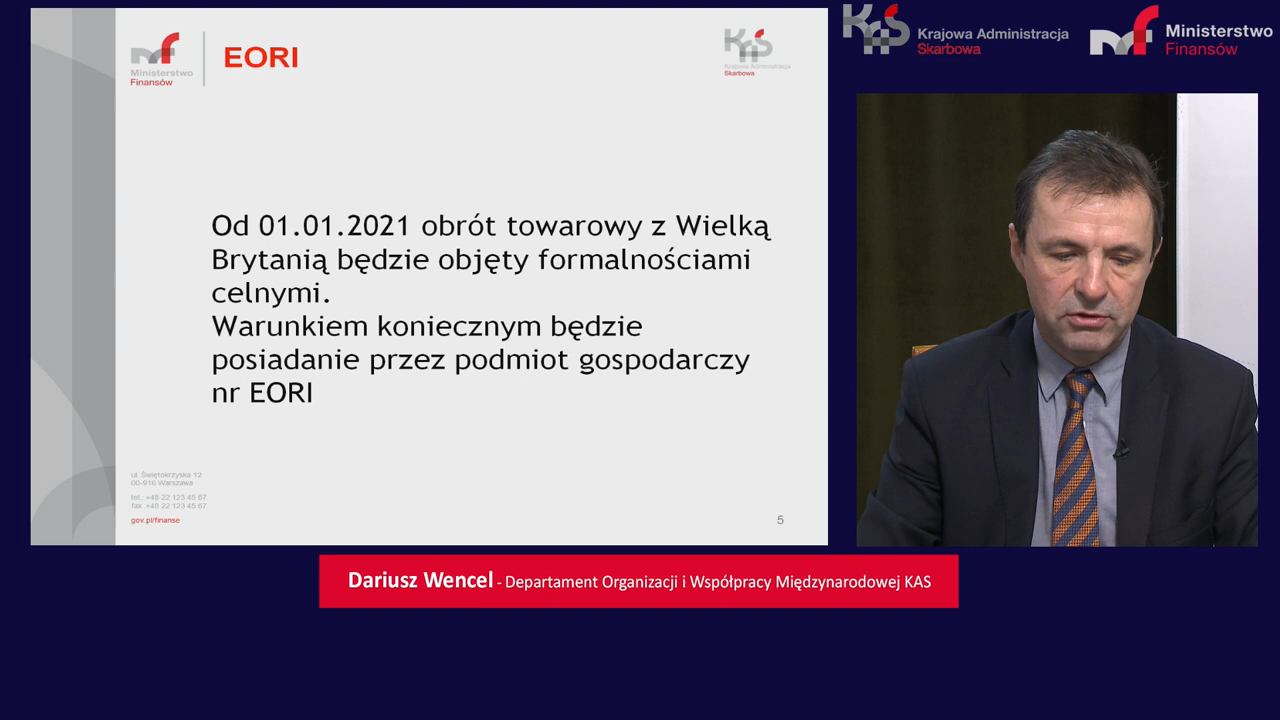 Ministerstwo
Finansów
EORI
Krajowa Administracja
Skarbowa
Od 01.01.2021 obrót towarowy z Wielką
Brytanią będzie objęty formalnościami
celnymi.
Warunkiem koniecznym będzie
posiadanie przez podmiot gospodarczy
nr EORI
ul. Świętokrzyska 12
00-916 Warszawa
tel.: +48 22 123 45 67
fax :+48 22 123 45 67
gov.pl/finanse
5
KAS Krajowa Administracja
Skarbowa
Ministerstwo
Finansów
Dariusz Wencel - Departament Organizacji i Współpracy Międzynarodowej KAS